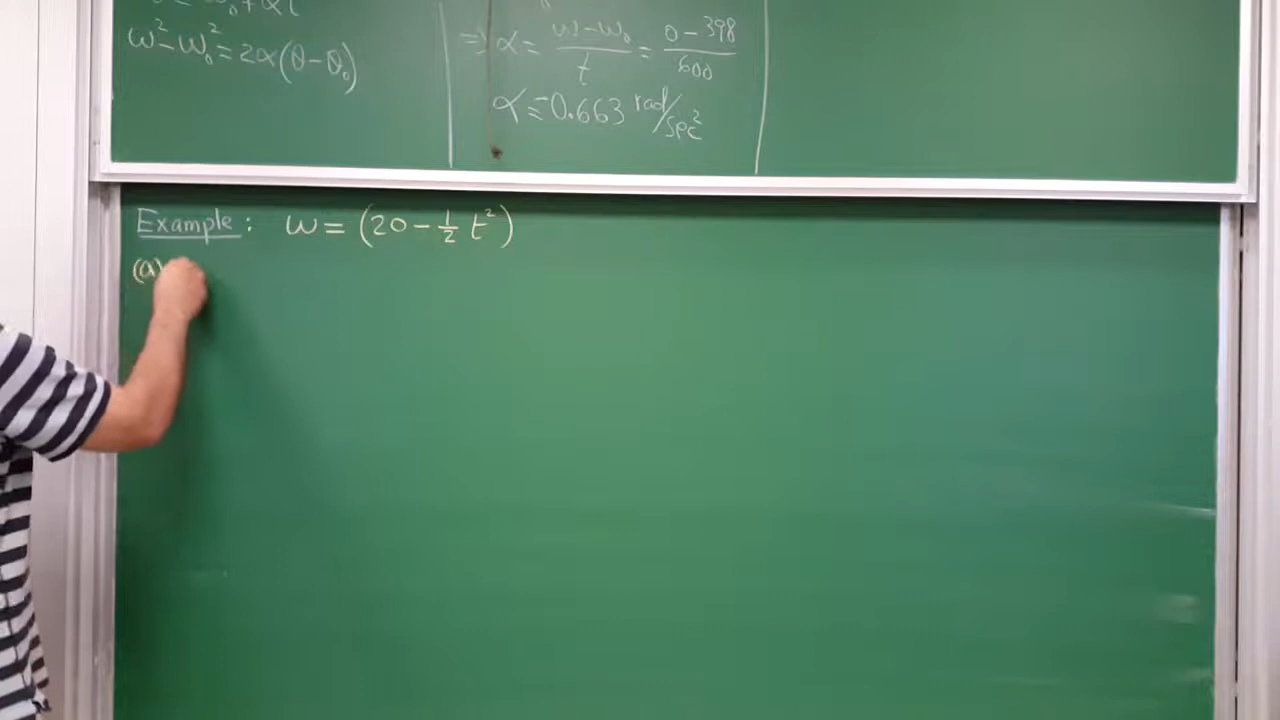 ω²-ω₀²=2α(θ-θ₀)
⇒ α = (ω-ω₀)/t = (0-398)/600
α = -0.663 rad/sec²
Example: ω = (20 - 1/2 t²)
(a)